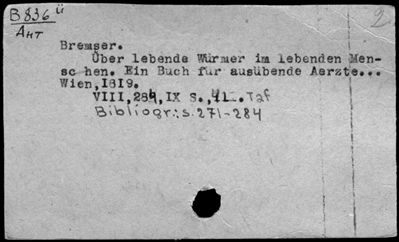 B 836 ü
Ант
2
Bremser.
Über lebende Würmer im lebenden Men-
schen. Ein Buch für ausübende Aerzte...
Wien,1819.
VIII,284,IX S.,4L. Taf
Bibliogr.: s. 271-284